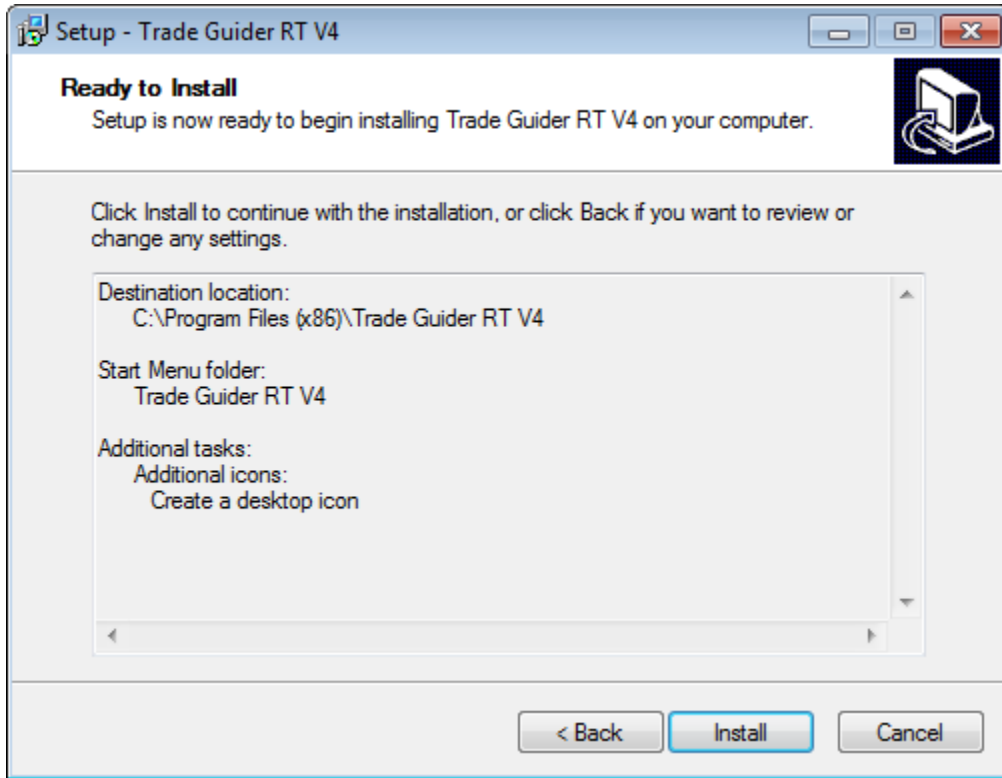 Setup - Trade Guider RT V4
Ready to Install
Setup is now ready to begin installing Trade Guider RT V4 on your computer.
Click Install to continue with the installation, or click Back if you want to review or
change any settings.
Destination location:
C:\Program Files (x86)\Trade Guider RT V4
Start Menu folder:
Trade Guider RT V4
Additional tasks:
Additional icons:
Create a desktop icon
< Back
Install
Cancel